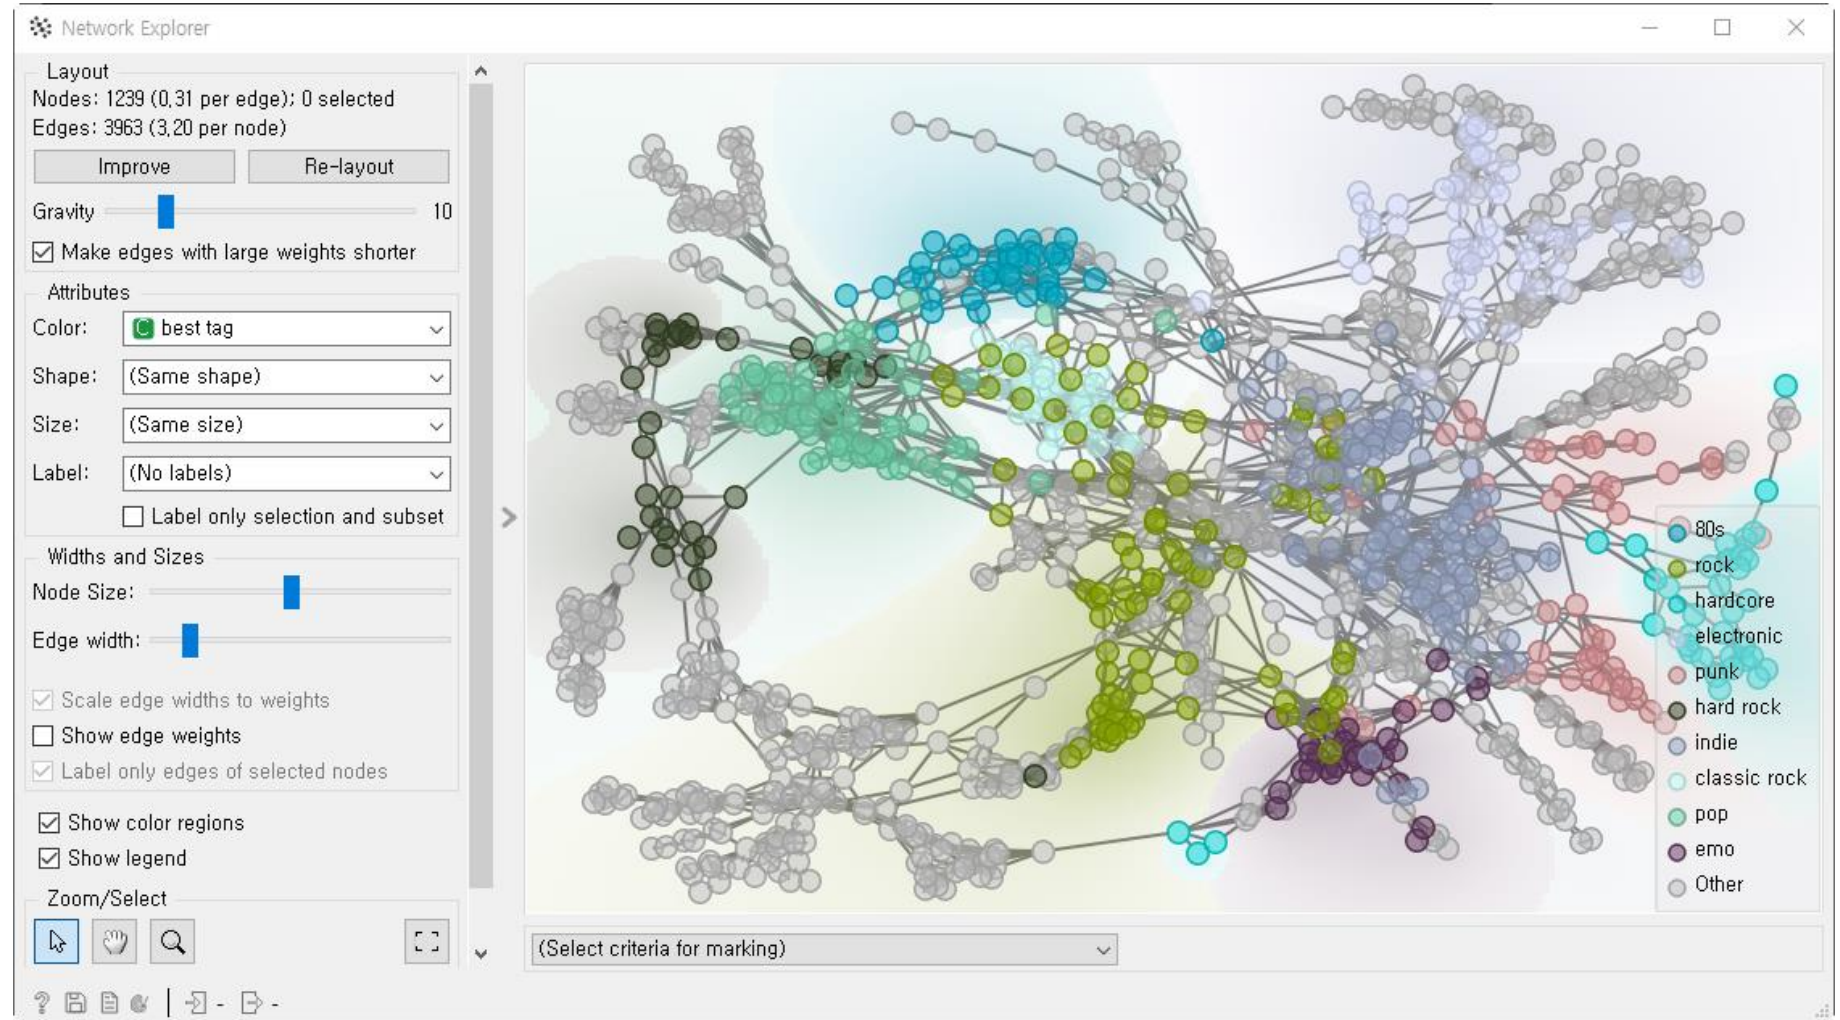 Network Explorer
Layout
Nodes: 1239 (0,31 per edge); 0 selected
Edges: 3963 (3,20 per node)
Improve
Re-layout
Gravity
10
Make edges with large weights shorter
Attributes
Color:
C best tag
Shape:
(Same shape)
Size:
(Same size)
Label:
(No labels)
Label only selection and subset
Widths and Sizes
Node Size:
Edge width:
Scale edge widths to weights
Show edge weights
Label only edges of selected nodes
Show color regions
Show legend
Zoom/Select
80s
rock
hardcore
electronic
punk
hard rock
indie
classic rock
pop
emo
Other
(Select criteria for marking)